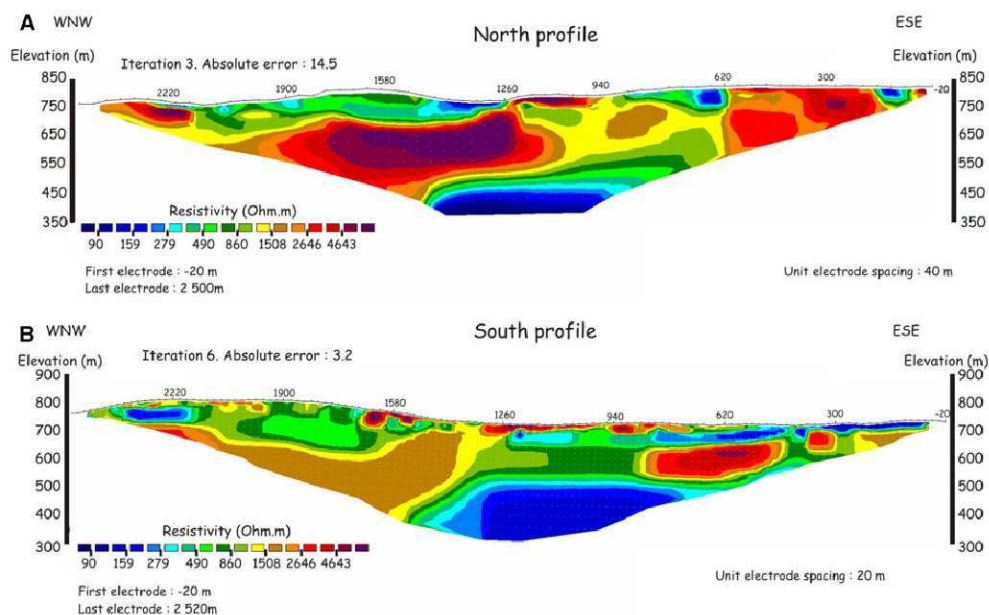 A WNW North profile ESE
Elevation (m) Iteration 3. Absolute error : 14.5 Elevation (m)
2220 1900 1580 1260 940 620 300 -20
850 850
750 750
650 650
550 550
450 450
350 350
Resistivity (Ohm.m)
90 159 279 490 860 1508 2646 4643
First electrode : -20 m Unit electrode spacing : 40 m
Last electrode : 2 500m
B WNW South profile ESE
Iteration 6. Absolute error : 3.2
Elevation (m) Elevation (m)
900 900
2220 1900 1580 1260 940 620 300 -20
800 800
700 700
600 600
500 500
400 400
300 300
Resistivity (Ohm.m)
90 159 279 490 860 1508 2646 4643
First electrode : -20 m Unit electrode spacing : 20 m
Last electrode : 2 520m